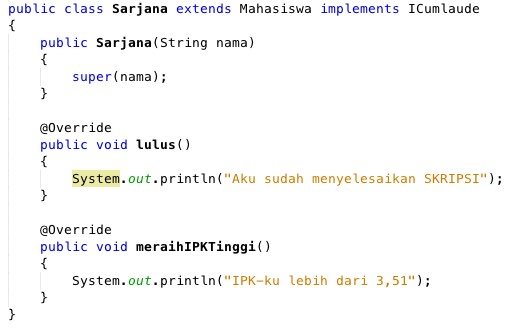 public class Sarjana extends Mahasiswa implements ICumlaude
{
    public Sarjana(String nama)
    {
        super(nama);
    }

    @Override
    public void lulus()
    {
        System.out.println("Aku sudah menyelesaikan SKRIPSI");
    }

    @Override
    public void meraihIPKTinggi()
    {
        System.out.println("IPK-ku lebih dari 3,51");
    }
}